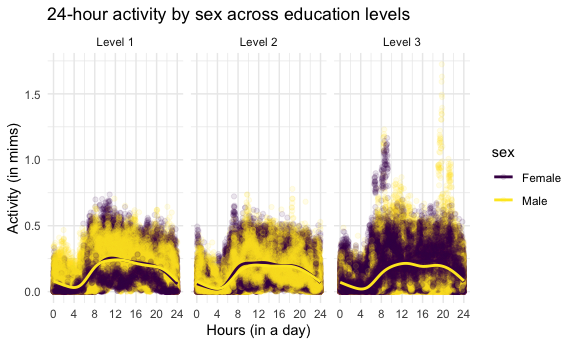 24-hour activity by sex across education levels
Level 1 Level 2 Level 3
Activity (in mims)
1.5
1.0
0.5
0.0
0 4 8 12 16 20 24 0 4 8 12 16 20 24 0 4 8 12 16 20 24
Hours (in a day)
sex
Female
Male